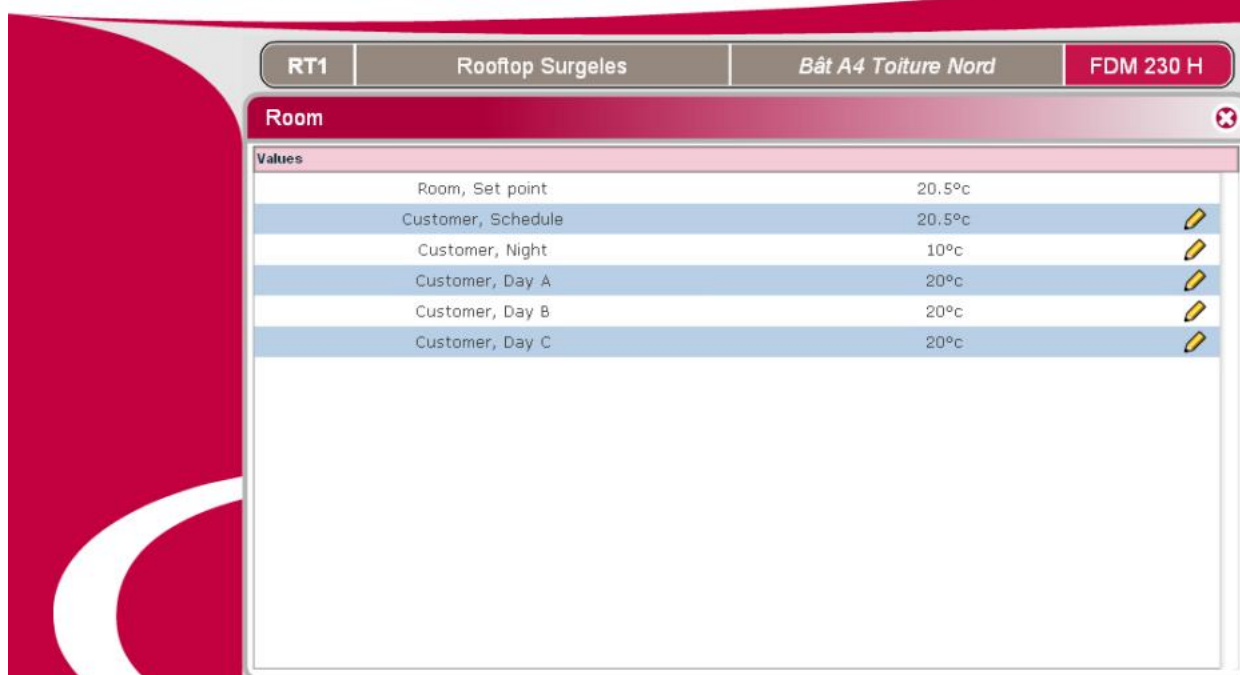 RT1 Rooftop Surgeles Bât A4 Toiture Nord FDM 230 H
Room
Values
Room, Set point 20.5°c
Customer, Schedule 20.5°c
Customer, Night 10°c
Customer, Day A 20°c
Customer, Day B 20°c
Customer, Day C 20°c